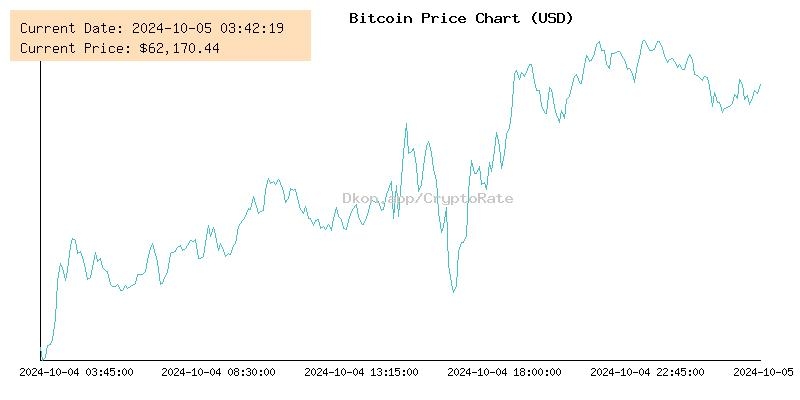 Bitcoin Price Chart (USD)
Current Date: 2024-10-05 03:42:19
Current Price: $62,170.44
Dkop.app/CryptoRate
2024-10-04 03:45:00
2024-10-04 08:30:00
2024-10-04 13:15:00
2024-10-04 18:00:00
2024-10-04 22:45:00
2024-10-05